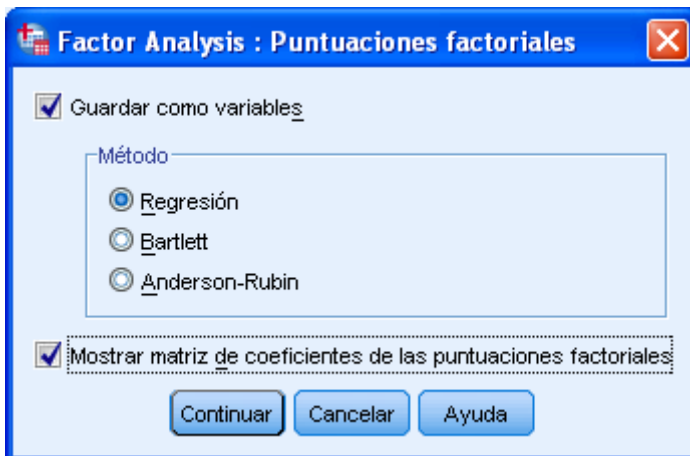 Factor Analysis : Puntuaciones factoriales
Guardar como variables
Método
Regresión
Bartlett
Anderson-Rubin
Mostrar matriz de coeficientes de las puntuaciones factoriales
Continuar
Cancelar
Ayuda